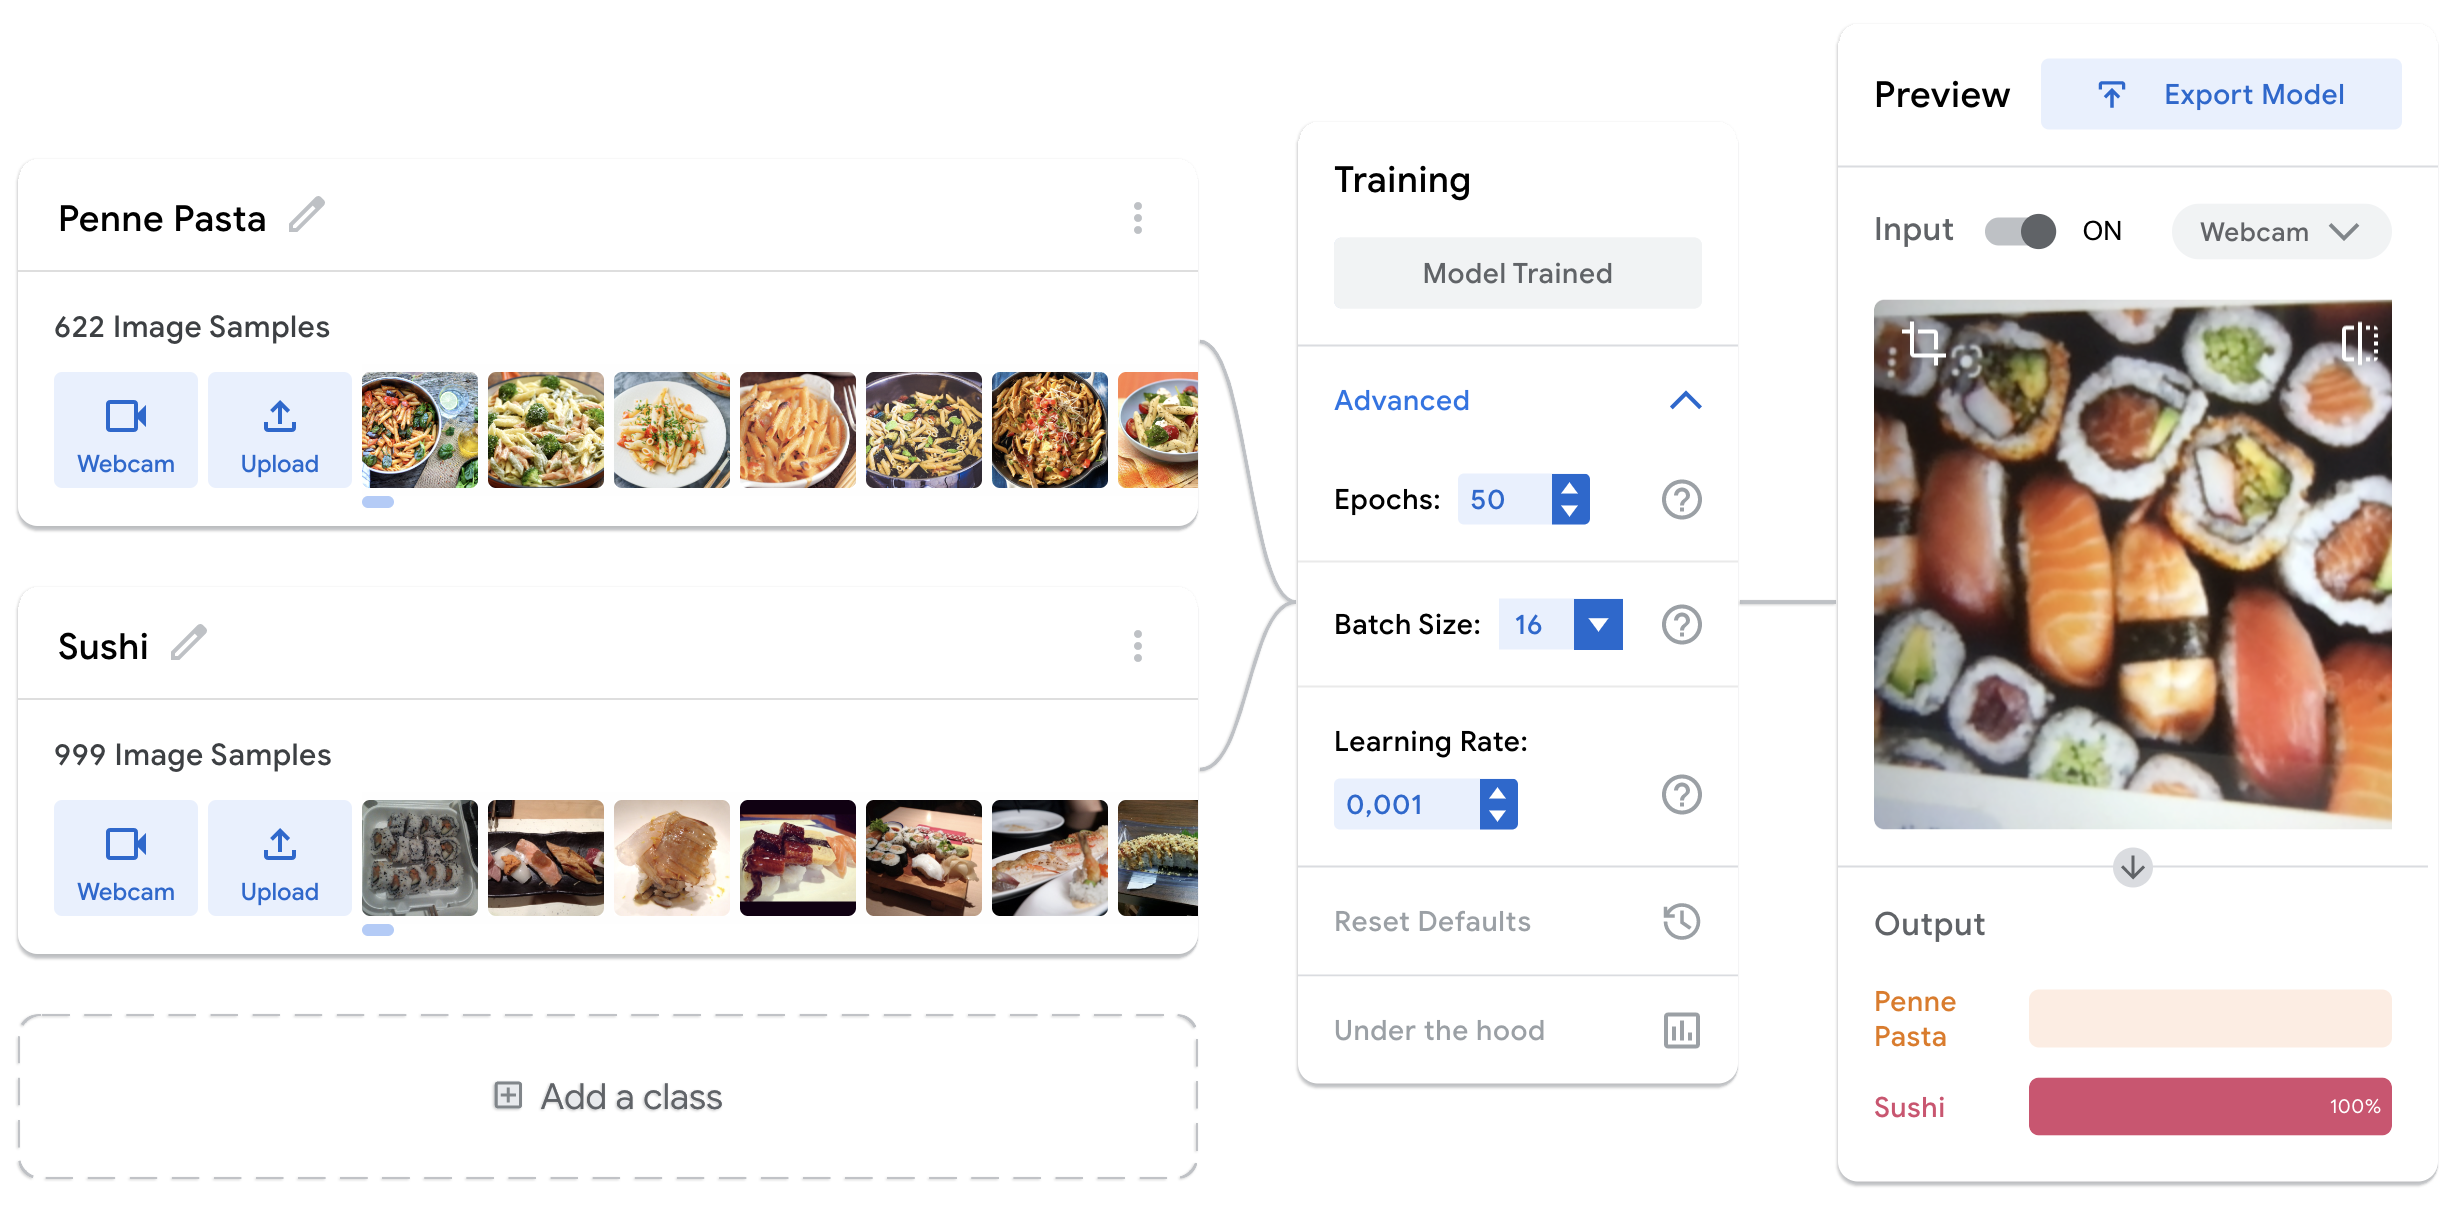 Penne Pasta
622 Image Samples
Webcam
Upload
Sushi
999 Image Samples
Webcam
Upload
Add a class
Training
Model Trained
Advanced
Epochs: 50
Batch Size: 16
Learning Rate:
0,001
Reset Defaults
Under the hood
Preview
Export Model
Input ON Webcam
Output
Penne
Pasta
Sushi 100%